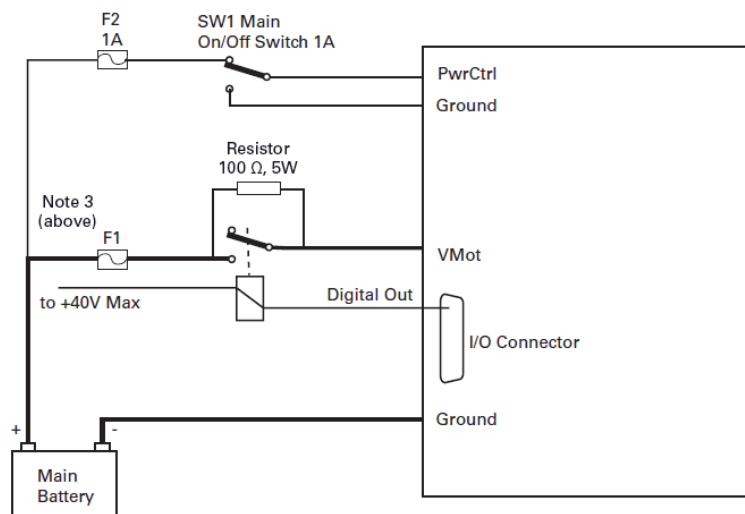 F2
1A
SW1 Main
On/Off Switch 1A
PwrCtrl
Ground
Resistor
100 Ω, 5W
Note 3
(above)
F1
VMot
to +40V Max
Digital Out
I/O Connector
Ground
+ -
Main
Battery